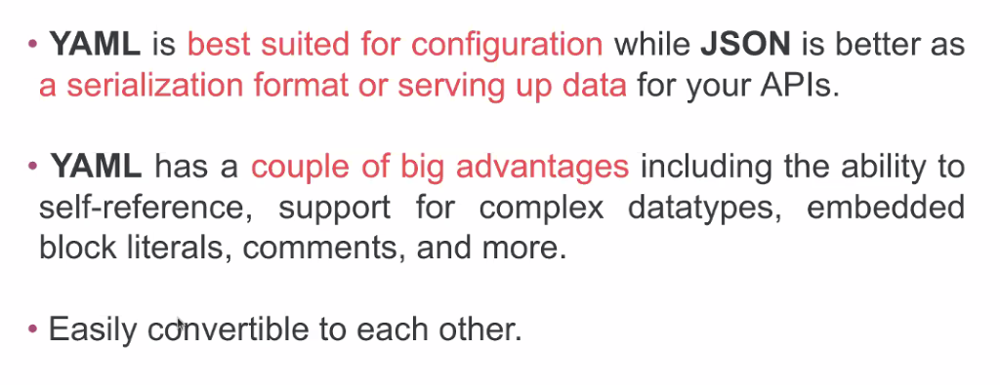 • YAML is best suited for configuration while JSON is better as
a serialization format or serving up data for your APIs.
• YAML has a couple of big advantages including the ability to
self-reference, support for complex datatypes, embedded
block literals, comments, and more.
• Easily convertible to each other.